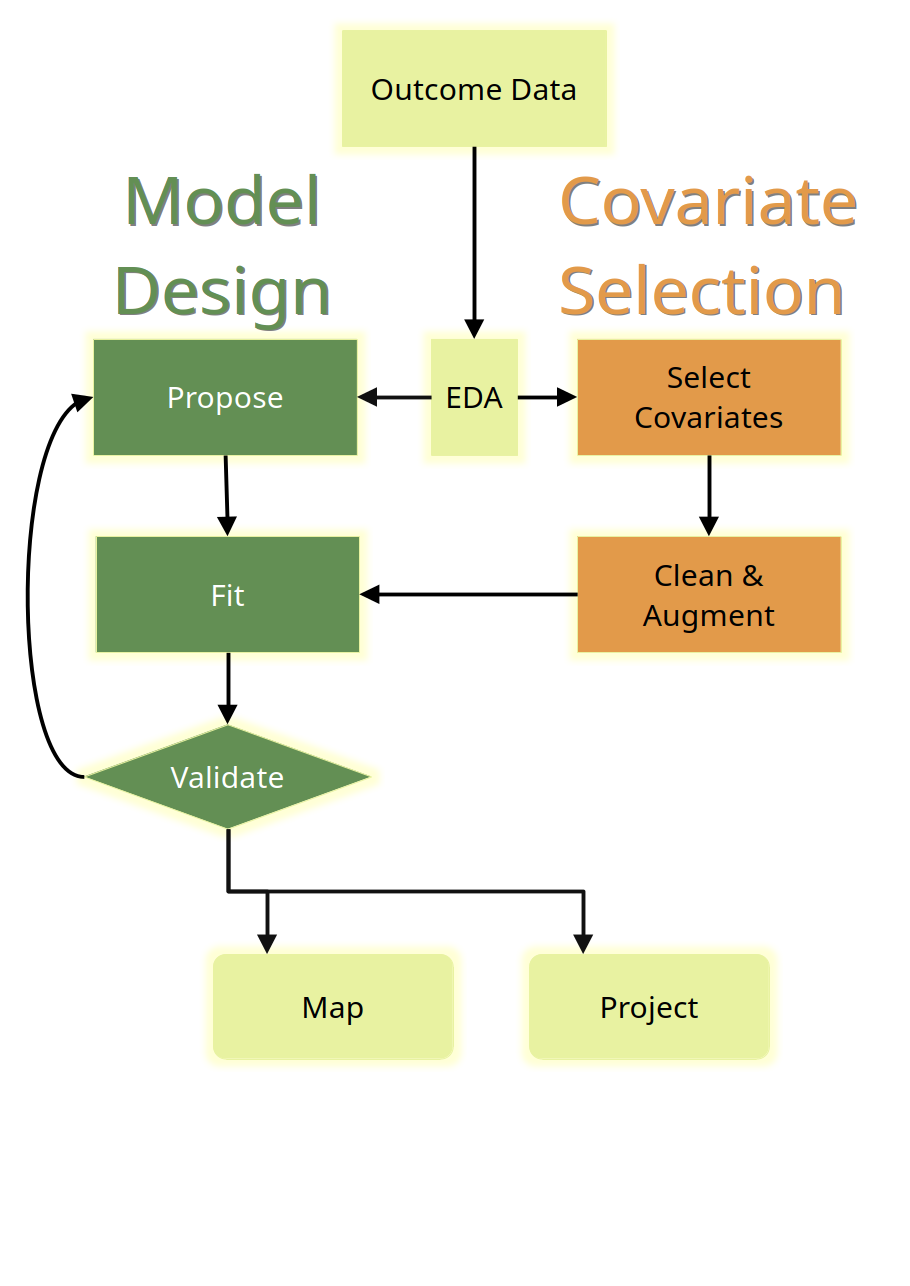 Outcome Data
Model
Design
Covariate
Selection
Propose
EDA
Select
Covariates
Fit
Clean &
Augment
Validate
Map
Project